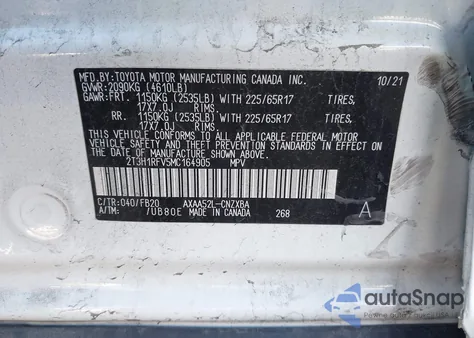 MFD.BY:TOYOTA MOTOR MANUFACTURING CANADA INC. 10/21
GVWR:2090KG (4610LB)
GAWR:FRT. 1150KG (2535LB) WITH 225/65R17 TIRES,
17X7.0J RIMS.
RR. 1150KG (2535LB) WITH 225/65R17 TIRES,
17X7.0J RIMS.
THIS VEHICLE CONFORMS TO ALL APPLICABLE FEDERAL MOTOR
VEHICLE SAFETY STANDARDS IN EFFECT ON THE DATE OF
MANUFACTURE SHOWN ABOVE.
2T3H1RFV5MC164905 MPV
C/TR:040/FB20 AXAA52L-CNZXBA A
A/TM: /UB80E MADE IN CANADA 268
autoSnap